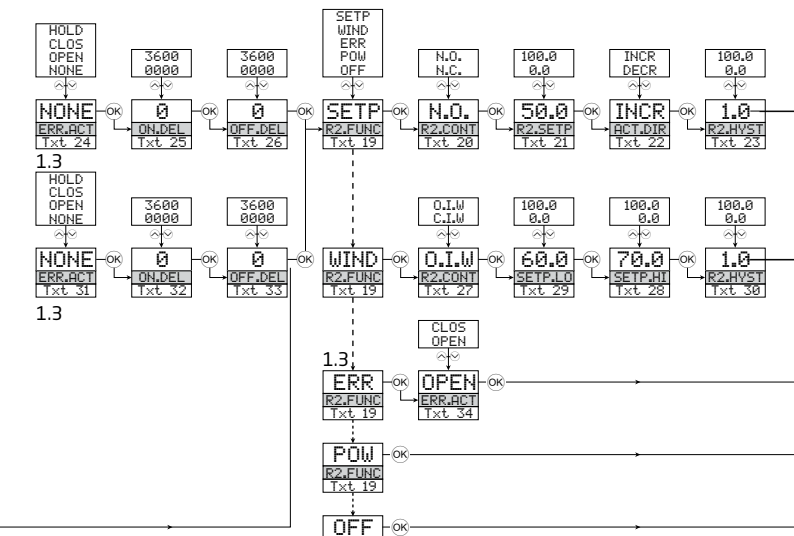 HOLD
CLOS
OPEN
NONE
3600
0000
3600
0000
SETP
WIND
ERR
POW
OFF
N.O.
N.C.
100.0
0.0
INCR
DECR
100.0
0.0
NONE OK 0 OK 0 OK SETP OK N.O. OK 50.0 OK INCR OK 1.0
ERR.ACT ON.DEL OFF.DEL R2.FUNC R2.CONT R2.SETP ACT.DIR R2.HYST
Txt 24 Txt 25 Txt 26 Txt 19 Txt 20 Txt 21 Txt 22 Txt 23
1.3
HOLD
CLOS
OPEN
NONE
3600
0000
3600
0000
O.I.W
C.I.W
100.0
0.0
100.0
0.0
100.0
0.0
NONE OK 0 OK 0 OK WIND OK O.I.W OK 60.0 OK 70.0 OK 1.0
ERR.ACT ON.DEL OFF.DEL R2.FUNC R2.CONT SETP.LO SETP.HI R2.HYST
Txt 31 Txt 32 Txt 33 Txt 19 Txt 27 Txt 29 Txt 28 Txt 30
1.3
CLOS
OPEN
1.3
ERR OK OPEN OK
R2.FUNC ERR.ACT
Txt 19 Txt 34
POW OK
R2.FUNC
Txt 19
OFF OK